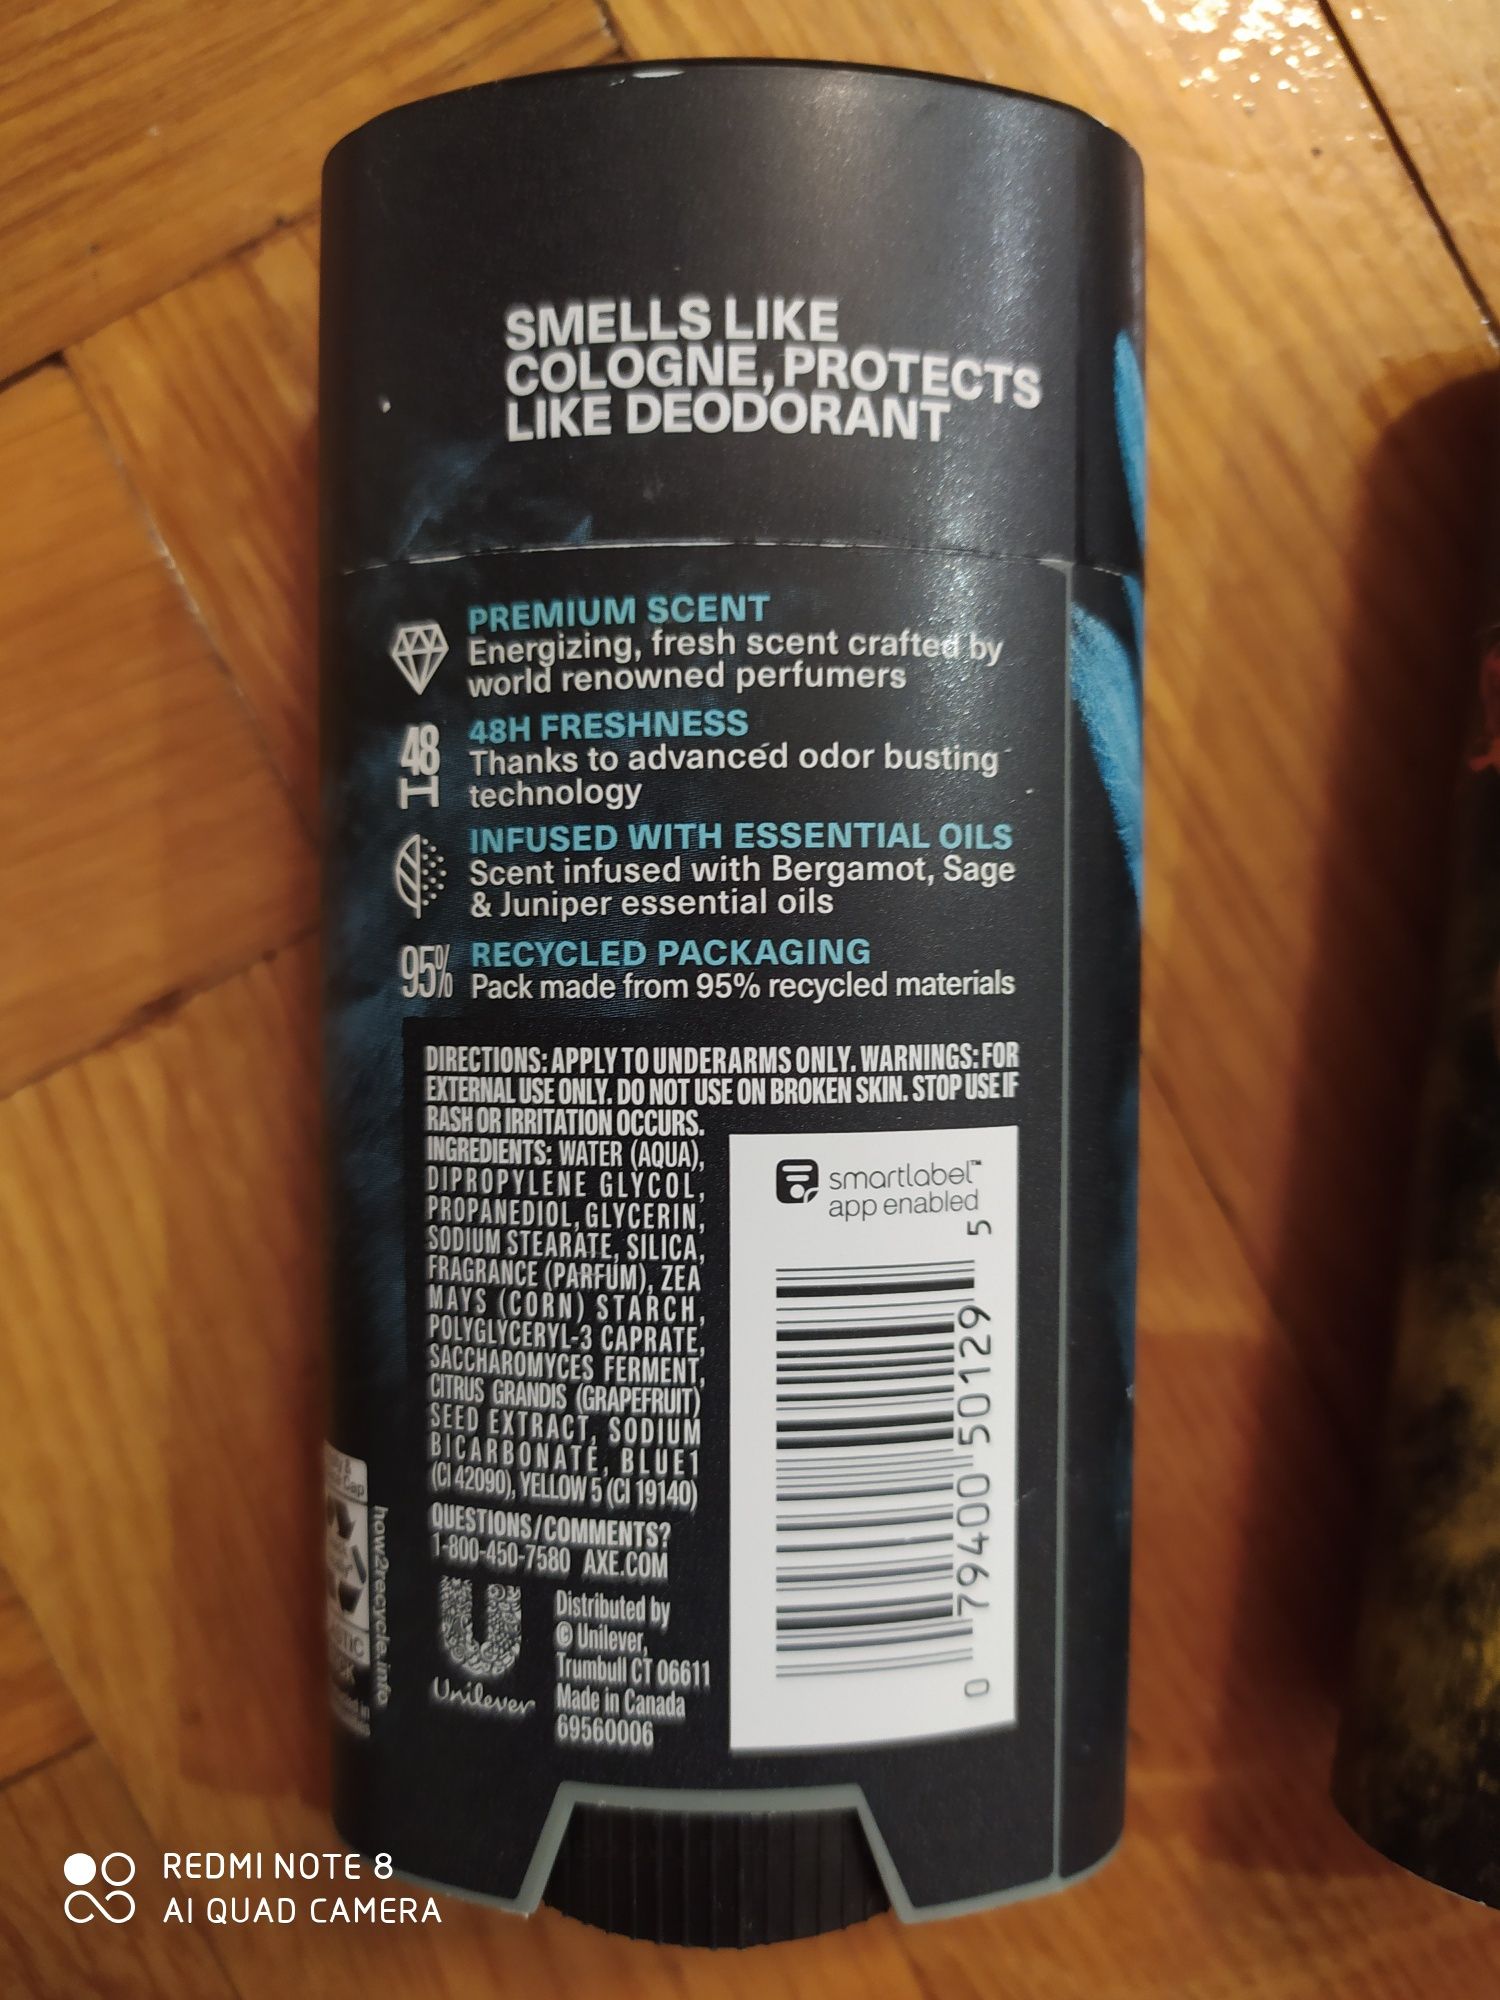 SMELLS LIKE
COLOGNE, PROTECTS
LIKE DEODORANT
PREMIUM SCENT
Energizing, fresh scent crafted by
world renowned perfumers
48H
48H FRESHNESS
Thanks to advanced odor busting
technology
INFUSED WITH ESSENTIAL OILS
Scent infused with Bergamot, Sage
& Juniper essential oils
95%
RECYCLED PACKAGING
Pack made from 95% recycled materials
DIRECTIONS: APPLY TO UNDERARMS ONLY. WARNINGS: FOR
EXTERNAL USE ONLY. DO NOT USE ON BROKEN SKIN. STOP USE IF
RASH OR IRRITATION OCCURS.
INGREDIENTS: WATER (AQUA),
DIPROPYLENE GLYCOL,
PROPANEDIOL, GLYCERIN,
SODIUM STEARATE, SILICA,
FRAGRANCE (PARFUM), ZEA
MAYS (CORN) STARCH,
POLYGLYCERYL-3 CAPRATE,
SACCHAROMYCES FERMENT,
CITRUS GRANDIS (GRAPEFRUIT)
SEED EXTRACT, SODIUM
BICARBONATE, BLUE 1
(CI 42090), YELLOW 5 (CI 19140)
QUESTIONS/COMMENTS?
1-800-450-7580 AXE.COM
Unilever
Distributed by
© Unilever,
Trumbull CT 06611
Made in Canada
69560006
smartlabel™
app enabled
0 79400 50129 5
Cap
how2recycle.info
REDMI NOTE 8
AI QUAD CAMERA